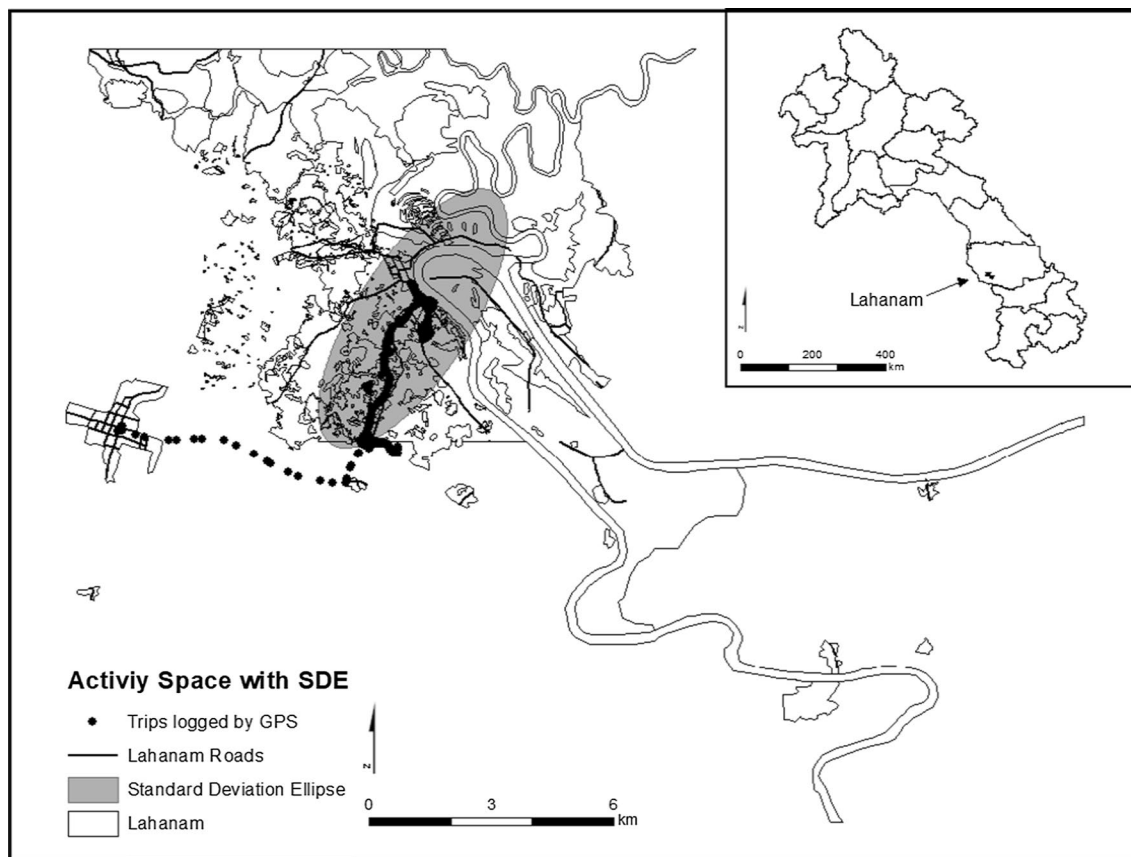 Lahanam
z
0 200 400
km
Activiy Space with SDE
Trips logged by GPS
Lahanam Roads
Standard Deviation Ellipse
Lahanam
z
0 3 6
km